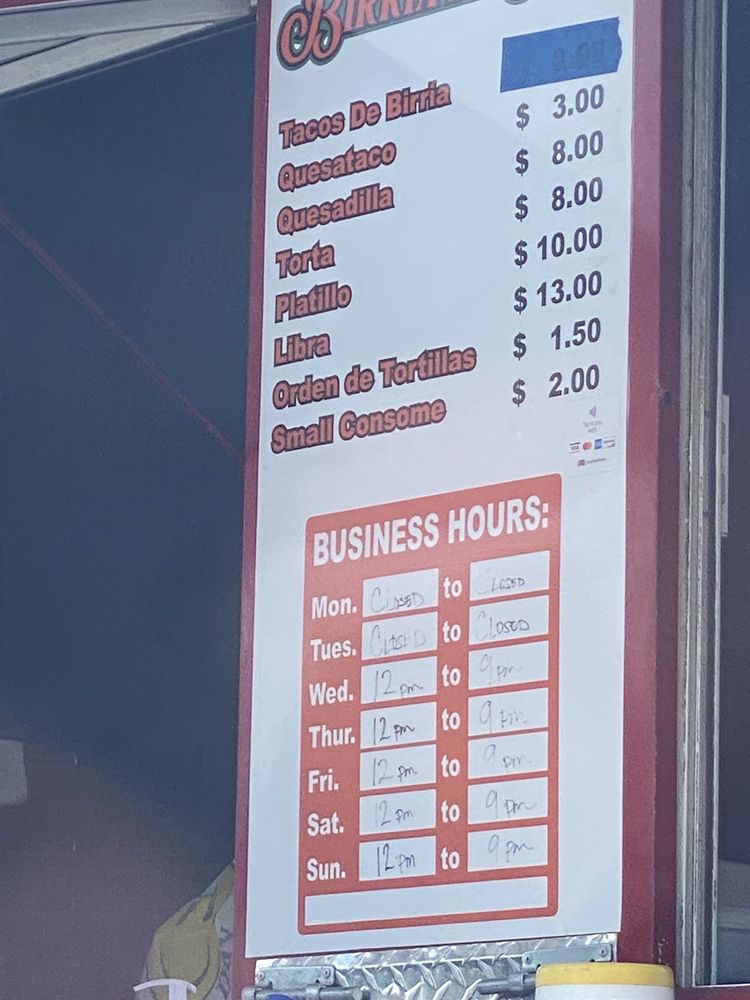 BIRRIA
Tacos De Birria
Quesataco $ 3.00
Quesadilla $ 8.00
Torta $ 8.00
Platillo $ 10.00
Libra $ 13.00
Orden de Tortillas $ 1.50
Small Consome $ 2.00
BUSINESS HOURS:
Mon. CLOSED to CLOSED
Tues. CLOSED to CLOSED
Wed. 12 pm to 9 pm
Thur. 12 pm to 9 pm
Fri. 12 pm to 9 pm
Sat. 12 pm to 9 pm
Sun. 12 pm to 9 pm